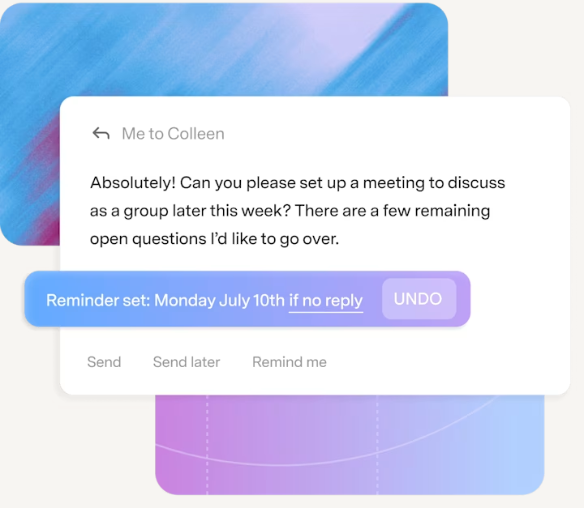 Me to Colleen
Absolutely! Can you please set up a meeting to discuss
as a group later this week? There are a few remaining
open questions I’d like to go over.
Reminder set: Monday July 10th if no reply UNDO
Send Send later Remind me